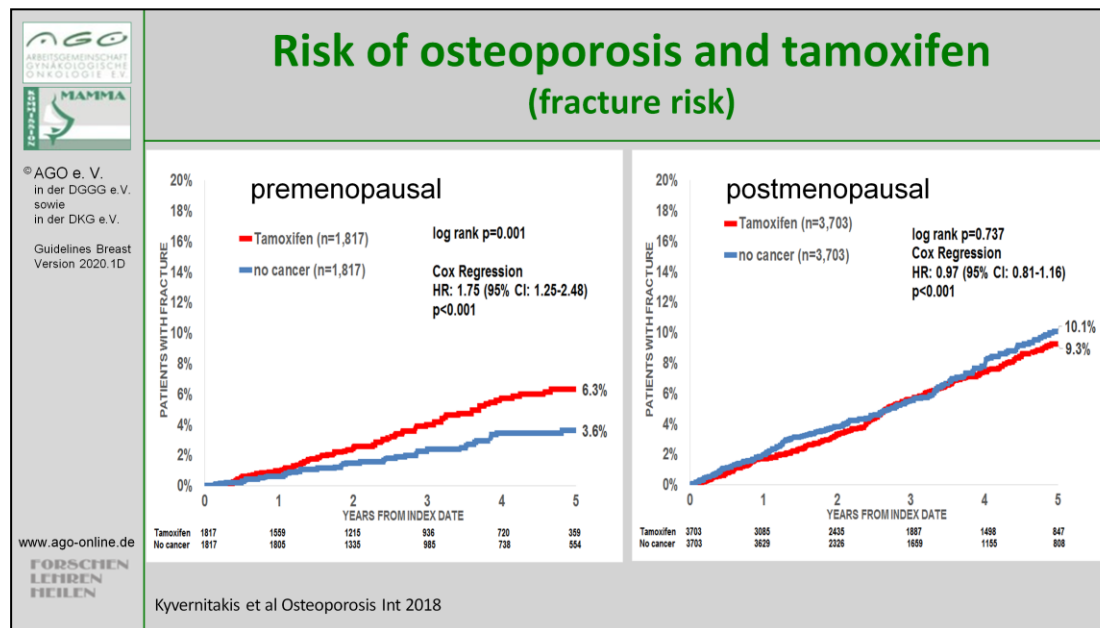 AGO
ARBEITSGEMEINSCHAFT
GYNÄKOLOGISCHE
ONKOLOGIE E.V.
KOMMISSION
MAMMA
© AGO e. V.
in der DGGG e.V.
sowie
in der DKG e.V.
Guidelines Breast
Version 2020.1D
www.ago-online.de
FORSCHEN
LEHREN
HEILEN
Risk of osteoporosis and tamoxifen
(fracture risk)
premenopausal
PATIENTS WITH FRACTURE
20%
18%
16%
14%
12%
10%
8%
6%
4%
2%
0%
Tamoxifen (n=1,817)
no cancer (n=1,817)
log rank p=0.001
Cox Regression
HR: 1.75 (95% CI: 1.25-2.48)
p<0.001
6.3%
3.6%
0 1 2 3 4 5
YEARS FROM INDEX DATE
Tamoxifen 1817 1559 1215 936 720 359
No cancer 1817 1805 1335 985 738 554
postmenopausal
PATIENTS WITH FRACTURE
20%
18%
16%
14%
12%
10%
8%
6%
4%
2%
0%
Tamoxifen (n=3,703)
no cancer (n=3,703)
log rank p=0.737
Cox Regression
HR: 0.97 (95% CI: 0.81-1.16)
p<0.001
10.1%
9.3%
0 1 2 3 4 5
YEARS FROM INDEX DATE
Tamoxifen 3703 3085 2435 1887 1498 847
No cancer 3703 3629 2326 1659 1155 808
Kyvernitakis et al Osteoporosis Int 2018